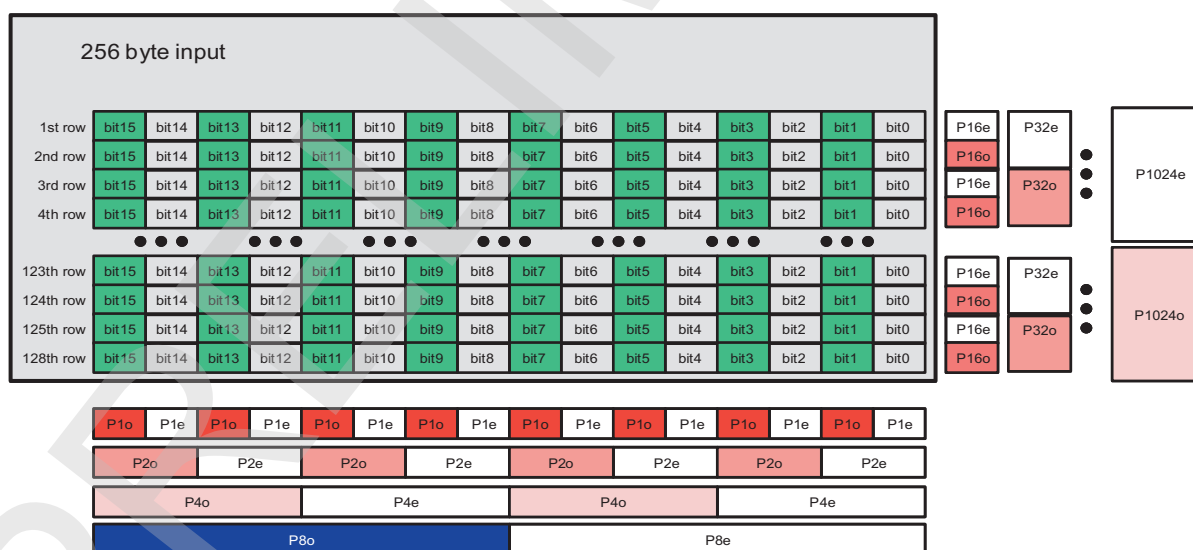 256 byte input
1st row bit15 bit14 bit13 bit12 bit11 bit10 bit9 bit8 bit7 bit6 bit5 bit4 bit3 bit2 bit1 bit0 P16e P32e
2nd row bit15 bit14 bit13 bit12 bit11 bit10 bit9 bit8 bit7 bit6 bit5 bit4 bit3 bit2 bit1 bit0 P16o
P1024e
3rd row bit15 bit14 bit13 bit12 bit11 bit10 bit9 bit8 bit7 bit6 bit5 bit4 bit3 bit2 bit1 bit0 P16e P32o
4th row bit15 bit14 bit13 bit12 bit11 bit10 bit9 bit8 bit7 bit6 bit5 bit4 bit3 bit2 bit1 bit0 P16o
123th row bit15 bit14 bit13 bit12 bit11 bit10 bit9 bit8 bit7 bit6 bit5 bit4 bit3 bit2 bit1 bit0 P16e P32e
124th row bit15 bit14 bit13 bit12 bit11 bit10 bit9 bit8 bit7 bit6 bit5 bit4 bit3 bit2 bit1 bit0 P16o
P1024o
125th row bit15 bit14 bit13 bit12 bit11 bit10 bit9 bit8 bit7 bit6 bit5 bit4 bit3 bit2 bit1 bit0 P16e P32o
128th row bit15 bit14 bit13 bit12 bit11 bit10 bit9 bit8 bit7 bit6 bit5 bit4 bit3 bit2 bit1 bit0 P16o
P1o P1e P1o P1e P1o P1e P1o P1e P1o P1e P1o P1e P1o P1e P1o P1e
P2o P2e P2o P2e P2o P2e P2o P2e
P4o P4e P4o P4e
P8o P8e